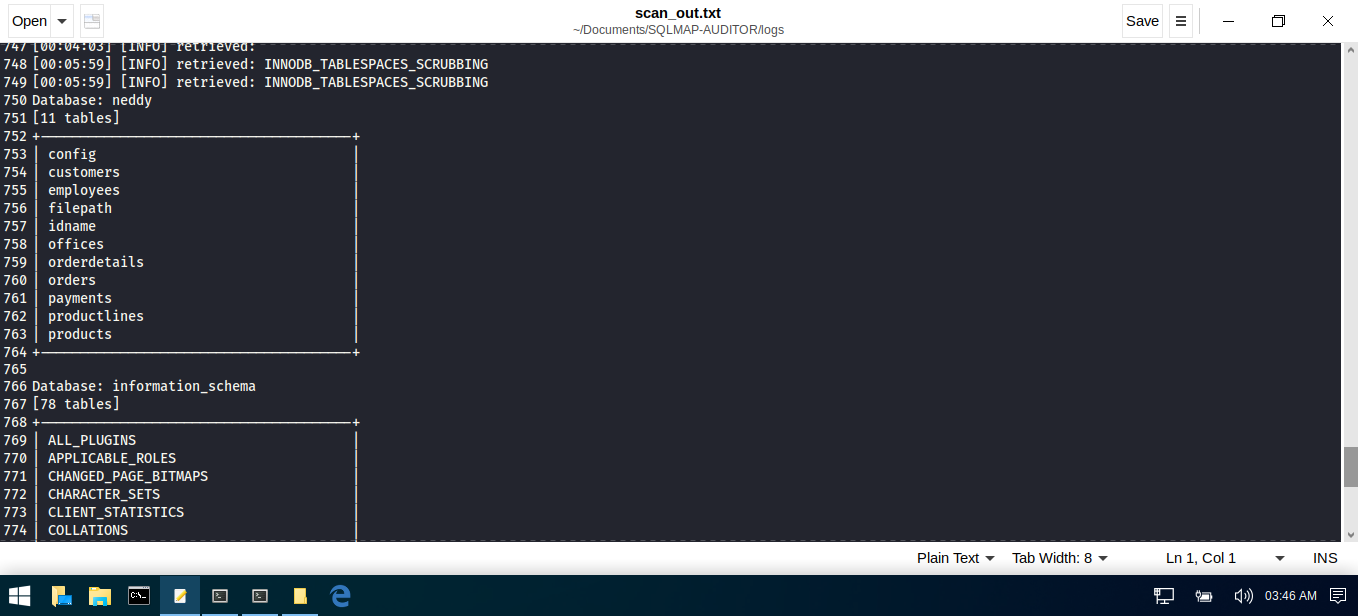 Open
scan_out.txt
~/Documents/SQLMAP-AUDITOR/logs
Save
747 [00:04:03] [INFO] retrieved:
748 [00:05:59] [INFO] retrieved: INNODB_TABLESPACES_SCRUBBING
749 [00:05:59] [INFO] retrieved: INNODB_TABLESPACES_SCRUBBING
750 Database: neddy
751 [11 tables]
752 +---------------------------------------+
753 | config |
754 | customers |
755 | employees |
756 | filepath |
757 | idname |
758 | offices |
759 | orderdetails |
760 | orders |
761 | payments |
762 | productlines |
763 | products |
764 +---------------------------------------+
765
766 Database: information_schema
767 [78 tables]
768 +---------------------------------------+
769 | ALL_PLUGINS |
770 | APPLICABLE_ROLES |
771 | CHANGED_PAGE_BITMAPS |
772 | CHARACTER_SETS |
773 | CLIENT_STATISTICS |
774 | COLLATIONS |
Plain Text Tab Width: 8 Ln 1, Col 1 INS
03:46 AM